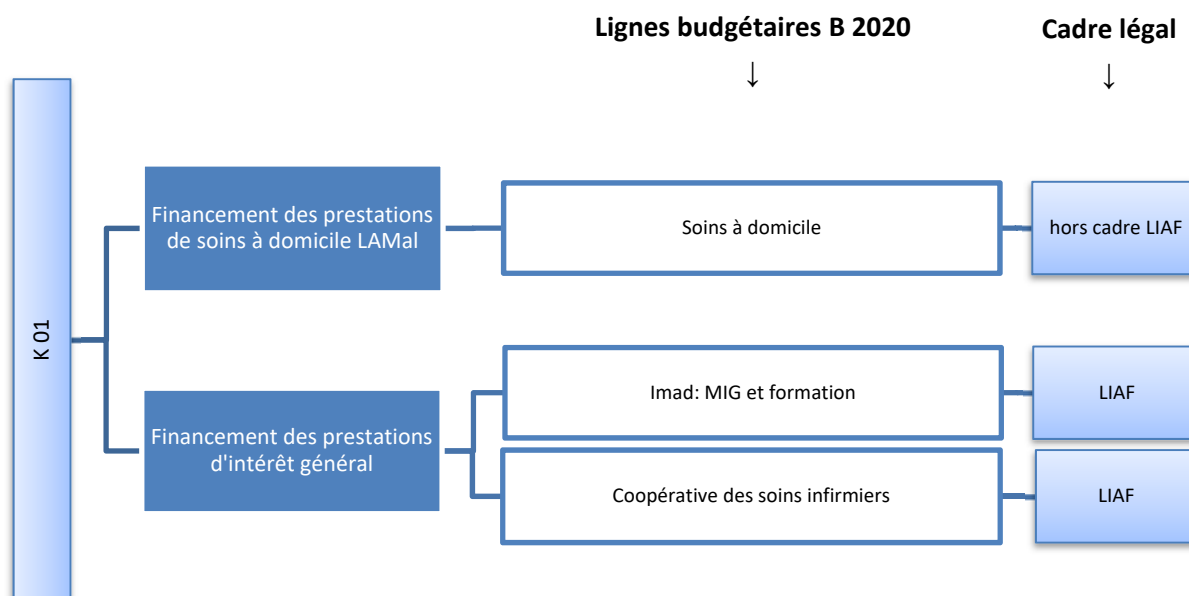 Lignes budgétaires B 2020
Cadre légal
↓
↓
K 01
Financement des prestations
de soins à domicile LAMal
Soins à domicile
hors cadre LIAF
Financement des prestations
d'intérêt général
Imad: MIG et formation
LIAF
Coopérative des soins infirmiers
LIAF